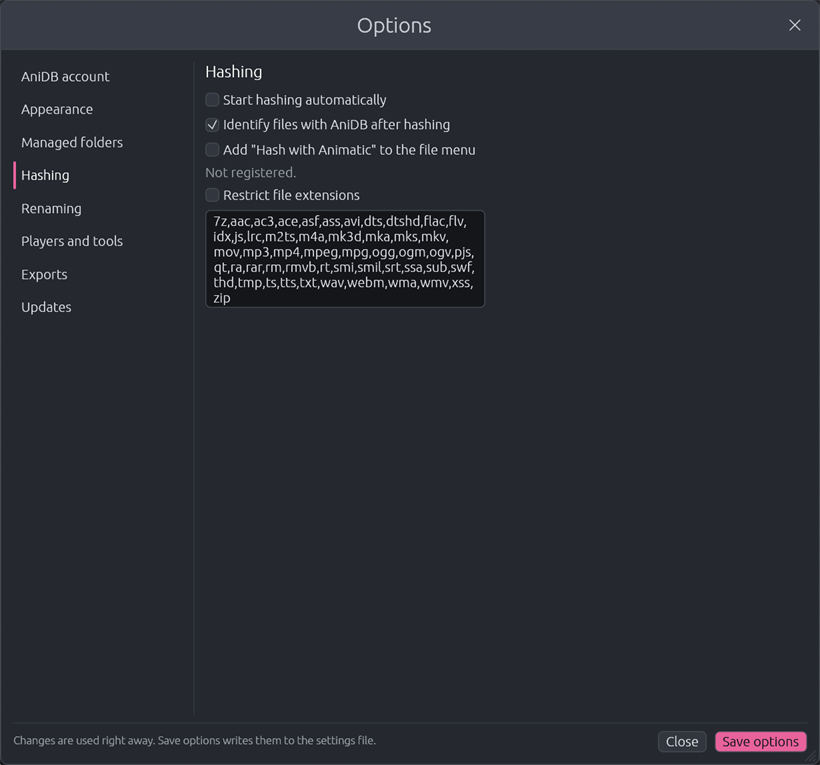 Options
AniDB account
Appearance
Managed folders
Hashing
Renaming
Players and tools
Exports
Updates
Hashing
Start hashing automatically
Identify files with AniDB after hashing
Add "Hash with Animatic" to the file menu
Not registered.
Restrict file extensions
7z,aac,ac3,ace,asf,ass,avi,dts,dtshd,flac,flv,
idx,js,lrc,m2ts,m4a,mk3d,mka,mks,mkv,
mov,mp3,mp4,mpeg,mpg,ogg,ogm,ogv,pjs,
qt,ra,rar,rm,rmvb,rt,smi,smil,srt,ssa,sub,swf,
thd,tmp,ts,tts,txt,wav,webm,wma,wmv,xss,
zip
Changes are used right away. Save options writes them to the settings file.
Close
Save options